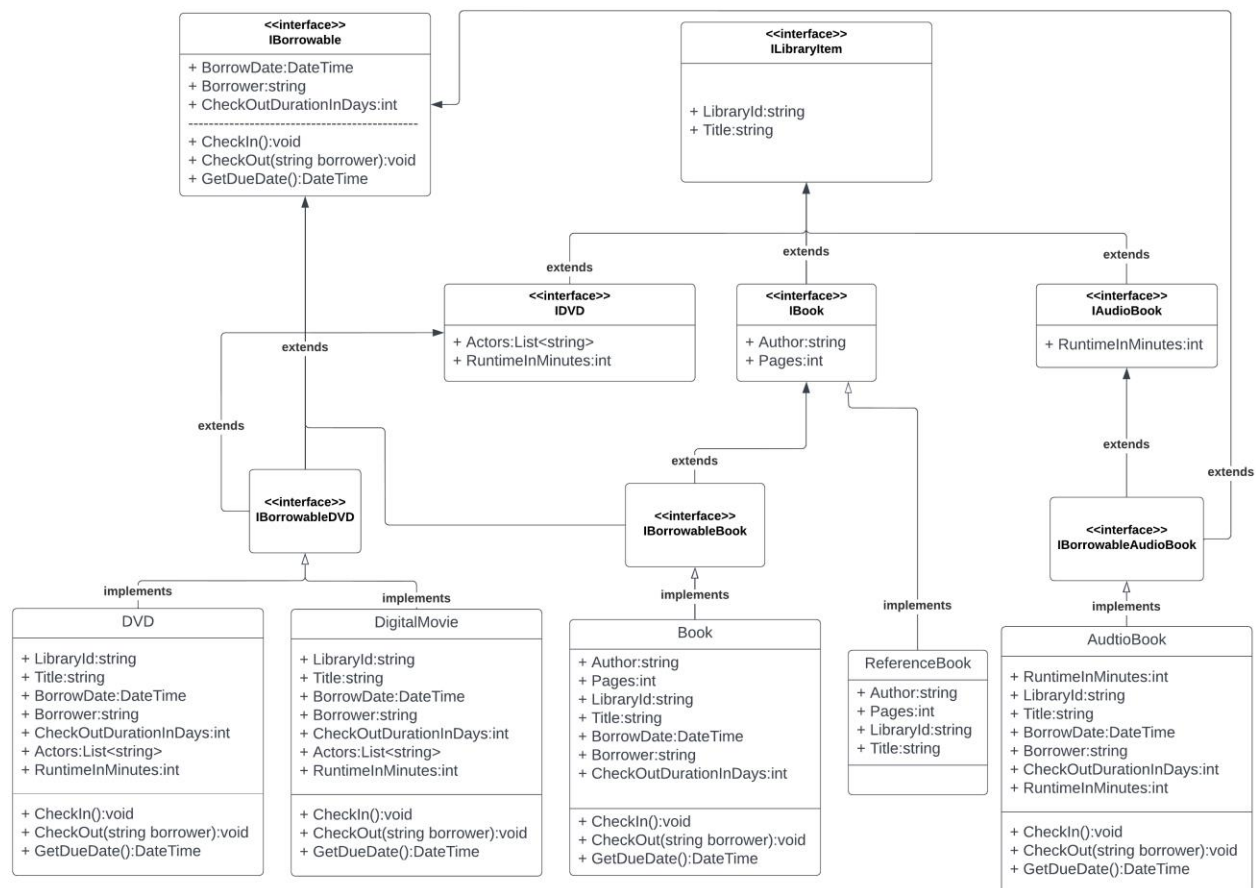 <<interface>>
IBorrowable
+ BorrowDate:DateTime
+ Borrower:string
+ CheckOutDurationInDays:int
--------------------------------------------
+ CheckIn():void
+ CheckOut(string borrower):void
+ GetDueDate():DateTime
<<interface>>
ILibraryItem
+ LibraryId:string
+ Title:string
extends
extends
extends
<<interface>>
IDVD
+ Actors:List<string>
+ RuntimeInMinutes:int
<<interface>>
IBook
+ Author:string
+ Pages:int
<<interface>>
IAudioBook
+ RuntimeInMinutes:int
extends
extends
extends
extends
extends
<<interface>>
IBorrowableDVD
<<interface>>
IBorrowableBook
<<interface>>
IBorrowableAudioBook
implements
implements
implements
implements
implements
DVD
+ LibraryId:string
+ Title:string
+ BorrowDate:DateTime
+ Borrower:string
+ CheckOutDurationInDays:int
+ Actors:List<string>
+ RuntimeInMinutes:int
+ CheckIn():void
+ CheckOut(string borrower):void
+ GetDueDate():DateTime
DigitalMovie
+ LibraryId:string
+ Title:string
+ BorrowDate:DateTime
+ Borrower:string
+ CheckOutDurationInDays:int
+ Actors:List<string>
+ RuntimeInMinutes:int
+ CheckIn():void
+ CheckOut(string borrower):void
+ GetDueDate():DateTime
Book
+ Author:string
+ Pages:int
+ LibraryId:string
+ Title:string
+ BorrowDate:DateTime
+ Borrower:string
+ CheckOutDurationInDays:int
+ CheckIn():void
+ CheckOut(string borrower):void
+ GetDueDate():DateTime
ReferenceBook
+ Author:string
+ Pages:int
+ LibraryId:string
+ Title:string
AudtioBook
+ RuntimeInMinutes:int
+ LibraryId:string
+ Title:string
+ BorrowDate:DateTime
+ Borrower:string
+ CheckOutDurationInDays:int
+ RuntimeInMinutes:int
+ CheckIn():void
+ CheckOut(string borrower):void
+ GetDueDate():DateTime